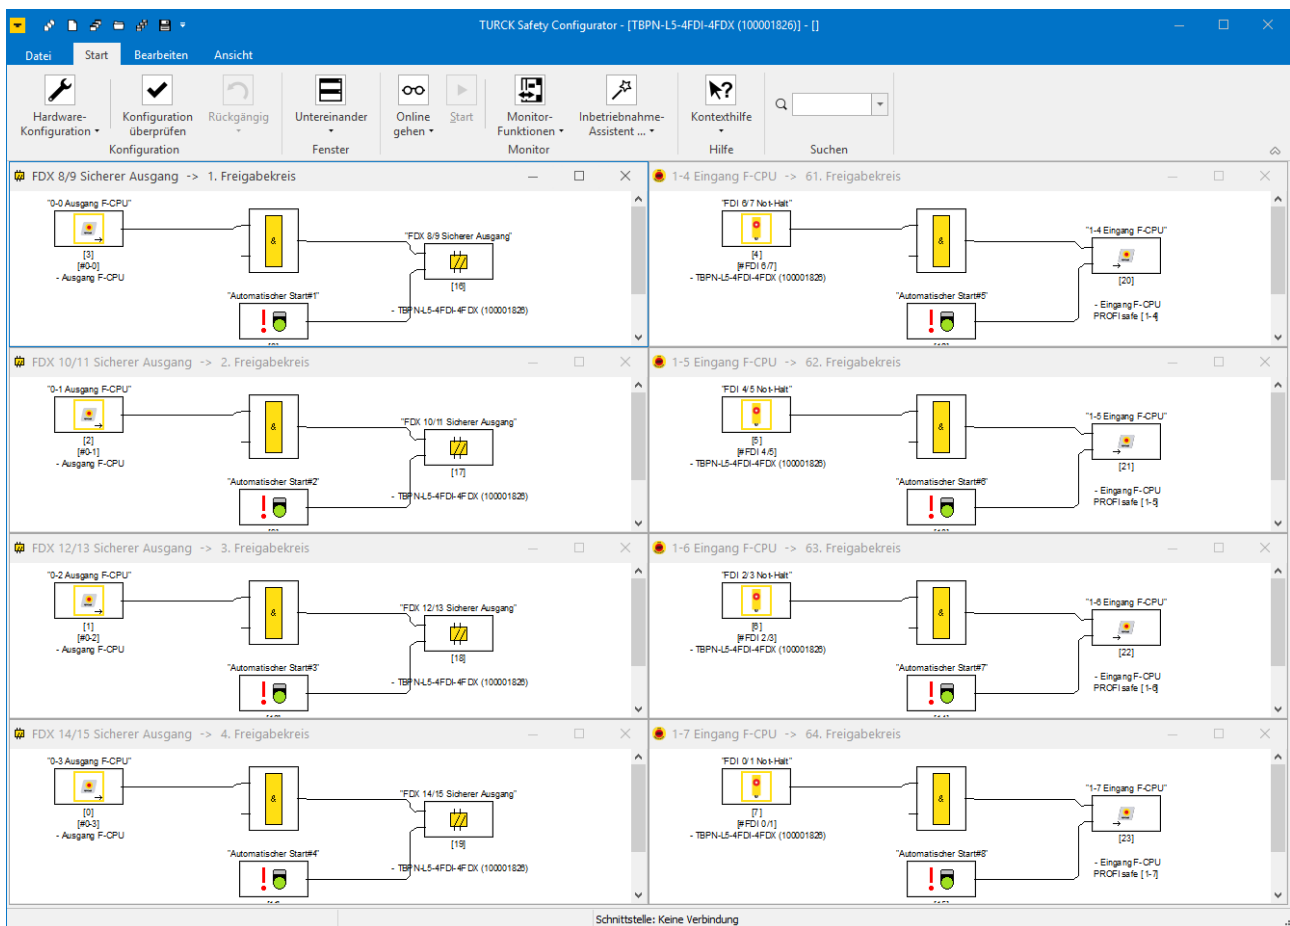 TURCK Safety Configurator - [TBPN-L5-4FDI-4FDX (100001826)] - []
Datei Start Bearbeiten Ansicht
Hardware-
Konfiguration
Konfiguration
überprüfen
Rückgängig
Untereinander
Online
gehen
Start
Monitor-
Funktionen
Inbetriebnahme-
Assistent ...
Kontexthilfe
Konfiguration Fenster Monitor Hilfe Suchen
FDX 8/9 Sicherer Ausgang -> 1. Freigabekreis
"0-0 Ausgang F-CPU"
[3]
[#0-0]
- Ausgang F-CPU
&
"FDX 8/9 Sicherer Ausgang"
[16]
- TBPN-L5-4FDI-4FDX (100001826)
"Automatischer Start#1"
1-4 Eingang F-CPU -> 61. Freigabekreis
"FDI 6/7 Not-Halt"
[4]
[#FDI 6/7]
- TBPN-L5-4FDI-4FDX (100001826)
&
"1-4 Eingang F-CPU"
[20]
- Eingang F-CPU
PROFIsafe [1-4]
"Automatischer Start#5"
FDX 10/11 Sicherer Ausgang -> 2. Freigabekreis
"0-1 Ausgang F-CPU"
[2]
[#0-1]
- Ausgang F-CPU
&
"FDX 10/11 Sicherer Ausgang"
[17]
- TBPN-L5-4FDI-4FDX (100001826)
"Automatischer Start#2"
1-5 Eingang F-CPU -> 62. Freigabekreis
"FDI 4/5 Not-Halt"
[5]
[#FDI 4/5]
- TBPN-L5-4FDI-4FDX (100001826)
&
"1-5 Eingang F-CPU"
[21]
- Eingang F-CPU
PROFIsafe [1-5]
"Automatischer Start#6"
FDX 12/13 Sicherer Ausgang -> 3. Freigabekreis
"0-2 Ausgang F-CPU"
[1]
[#0-2]
- Ausgang F-CPU
&
"FDX 12/13 Sicherer Ausgang"
[18]
- TBPN-L5-4FDI-4FDX (100001826)
"Automatischer Start#3"
1-6 Eingang F-CPU -> 63. Freigabekreis
"FDI 2/3 Not-Halt"
[6]
[#FDI 2/3]
- TBPN-L5-4FDI-4FDX (100001826)
&
"1-6 Eingang F-CPU"
[22]
- Eingang F-CPU
PROFIsafe [1-6]
"Automatischer Start#7"
FDX 14/15 Sicherer Ausgang -> 4. Freigabekreis
"0-3 Ausgang F-CPU"
[0]
[#0-3]
- Ausgang F-CPU
&
"FDX 14/15 Sicherer Ausgang"
[19]
- TBPN-L5-4FDI-4FDX (100001826)
"Automatischer Start#4"
1-7 Eingang F-CPU -> 64. Freigabekreis
"FDI 0/1 Not-Halt"
[7]
[#FDI 0/1]
- TBPN-L5-4FDI-4FDX (100001826)
&
"1-7 Eingang F-CPU"
[23]
- Eingang F-CPU
PROFIsafe [1-7]
"Automatischer Start#8"
Schnittstelle: Keine Verbindung